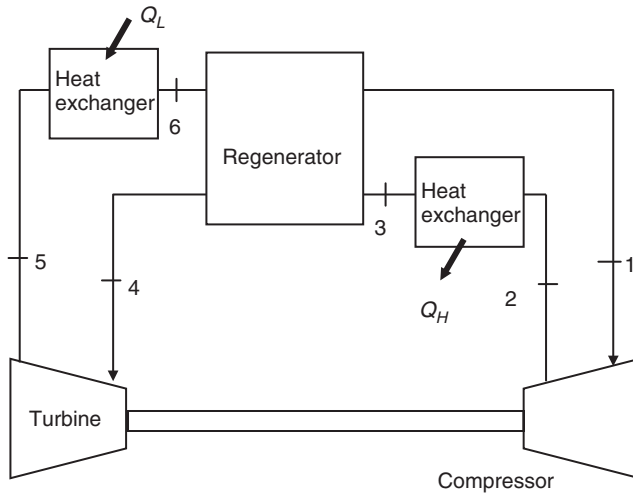 Q_L
Heat
exchanger
6
Regenerator
Heat
exchanger
3
5
4
Q_H
2
1
Turbine
Compressor